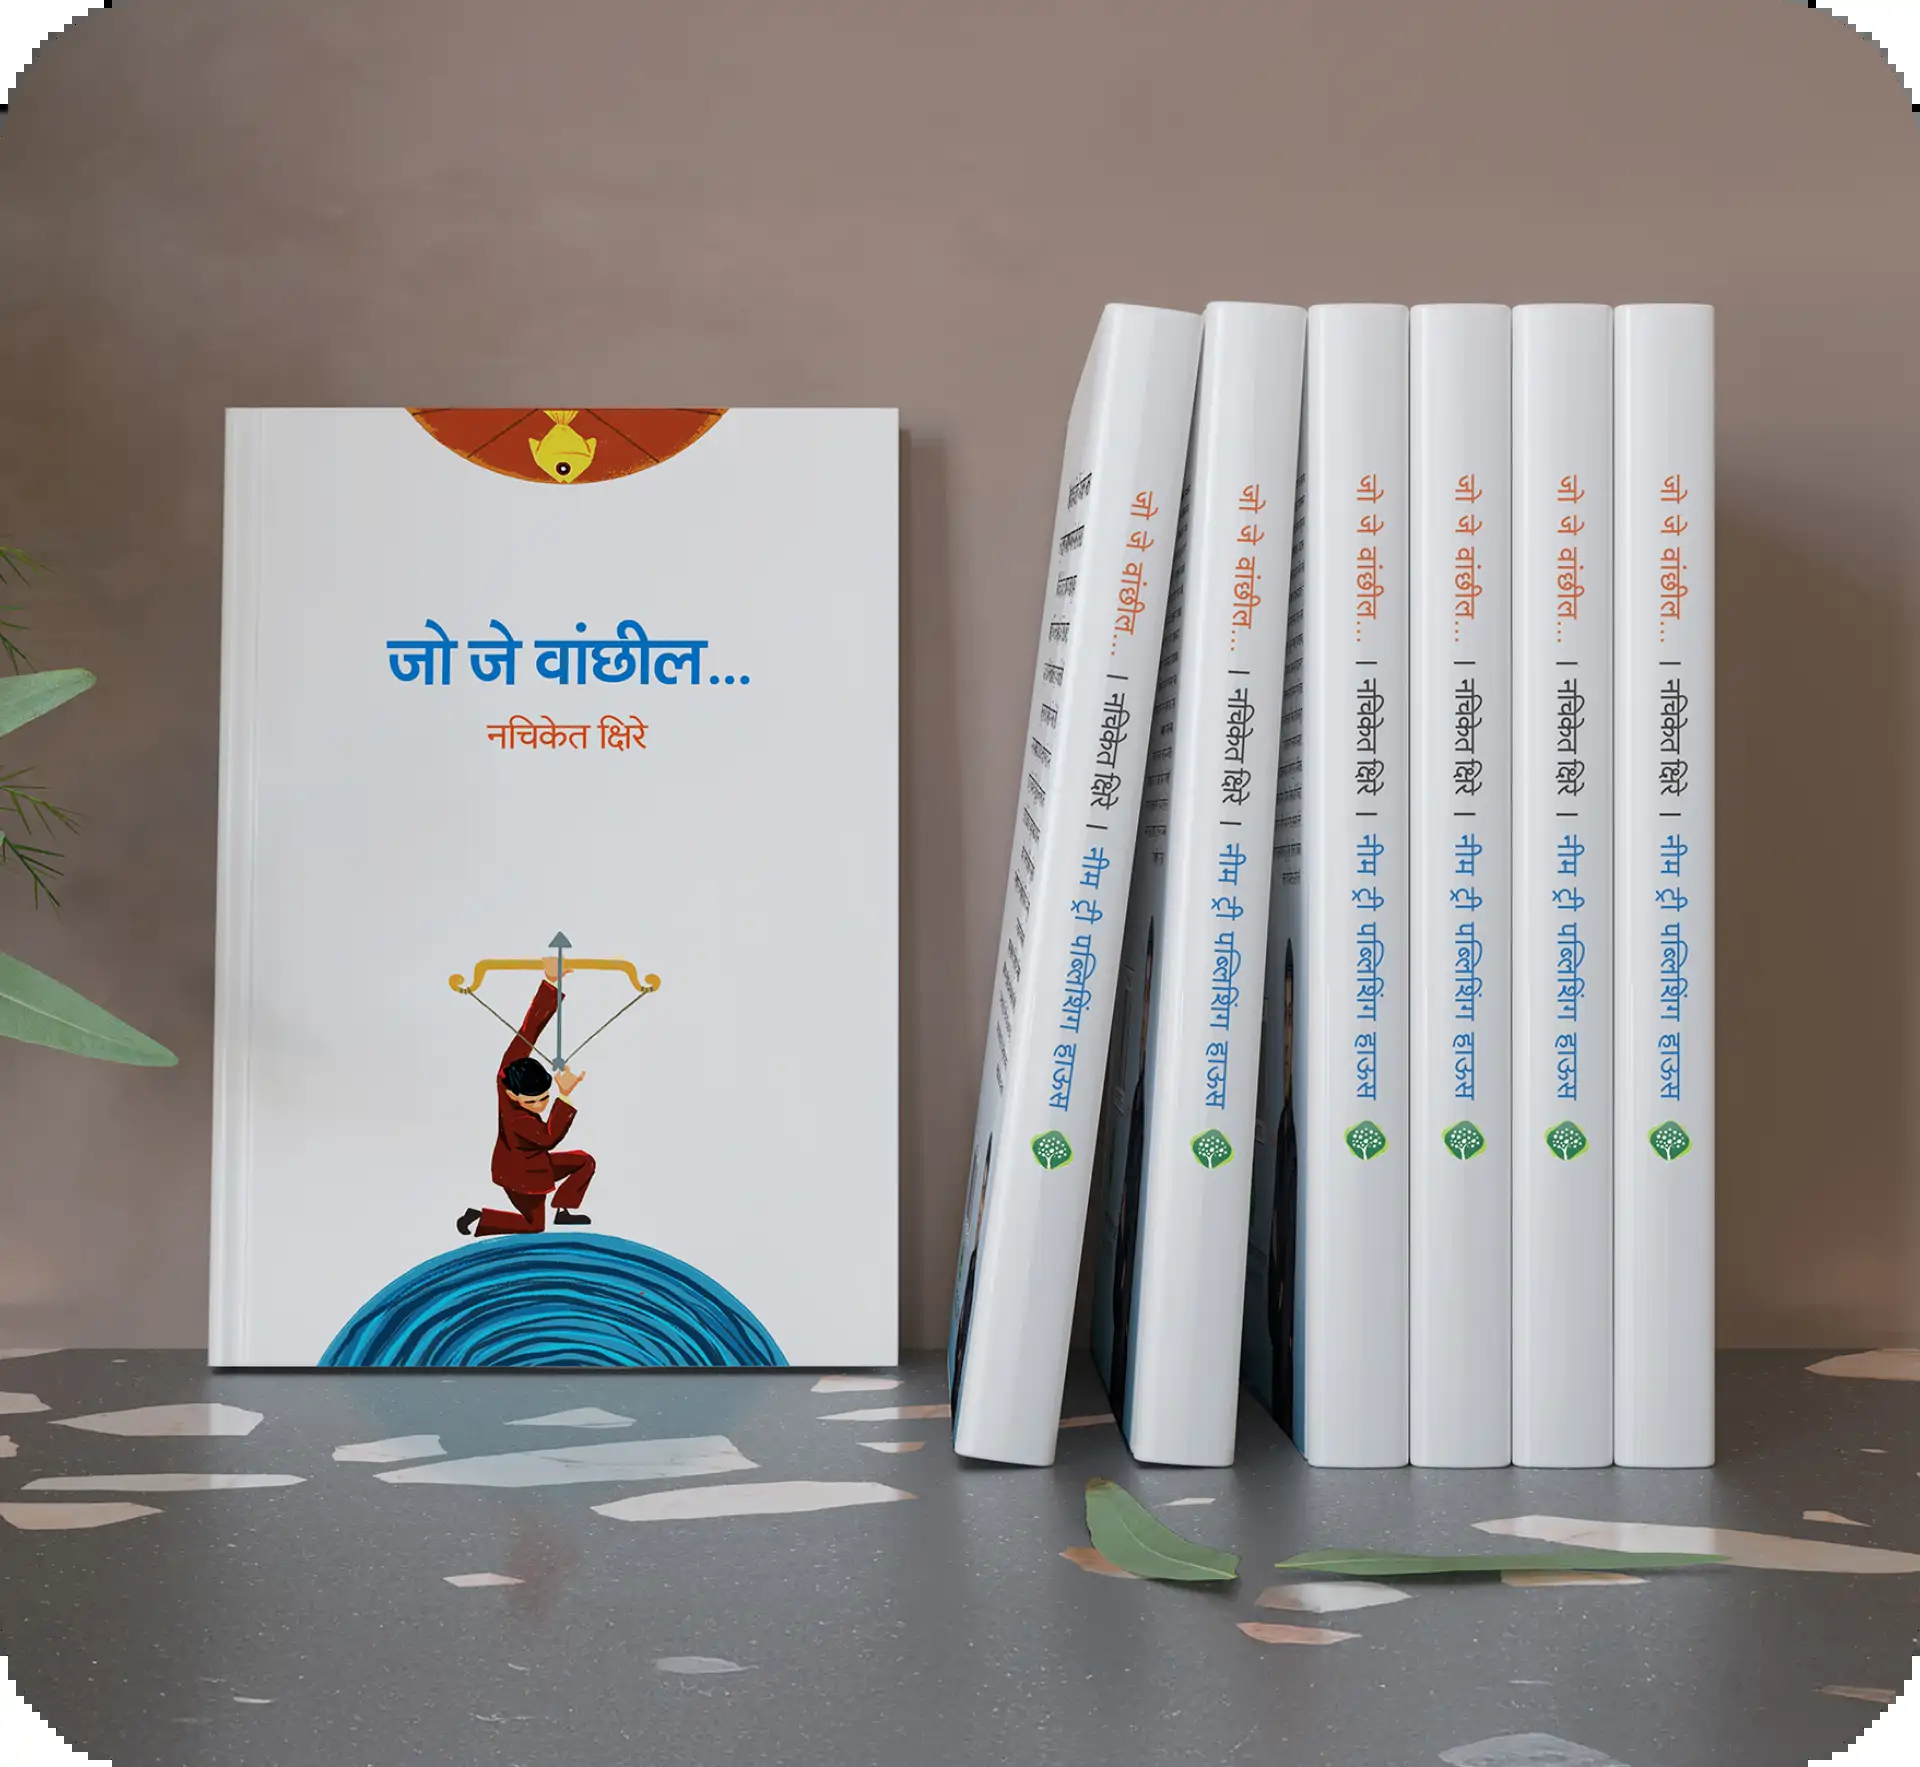 जो जे वांछील...
नचिकेत क्षिरे
जो जे वांछील... | नचिकेत क्षिरे | नीम ट्री पब्लिशिंग हाऊस
जो जे वांछील... | नचिकेत क्षिरे | नीम ट्री पब्लिशिंग हाऊस
जो जे वांछील... | नचिकेत क्षिरे | नीम ट्री पब्लिशिंग हाऊस
जो जे वांछील... | नचिकेत क्षिरे | नीम ट्री पब्लिशिंग हाऊस
जो जे वांछील... | नचिकेत क्षिरे | नीम ट्री पब्लिशिंग हाऊस
जो जे वांछील... | नचिकेत क्षिरे | नीम ट्री पब्लिशिंग हाऊस